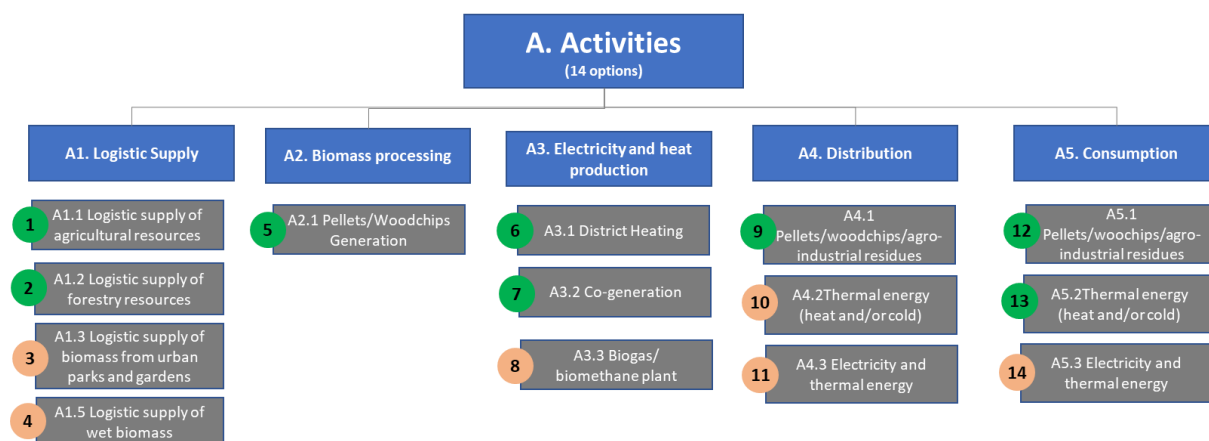 A. Activities
(14 options)
A1. Logistic Supply
A2. Biomass processing
A3. Electricity and heat
production
A4. Distribution
A5. Consumption
1
A1.1 Logistic supply of
agricultural resources
2
A1.2 Logistic supply of
forestry resources
3
A1.3 Logistic supply of
biomass from urban
parks and gardens
4
A1.5 Logistic supply of
wet biomass
5
A2.1 Pellets/Woodchips
Generation
6
A3.1 District Heating
7
A3.2 Co-generation
8
A3.3 Biogas/
biomethane plant
9
A4.1
Pellets/woodchips/agro-
industrial residues
10
A4.2Thermal energy
(heat and/or cold)
11
A4.3 Electricity and
thermal energy
12
A5.1
Pellets/woochips/agro-
industrial residues
13
A5.2Thermal energy
(heat and/or cold)
14
A5.3 Electricity and
thermal energy